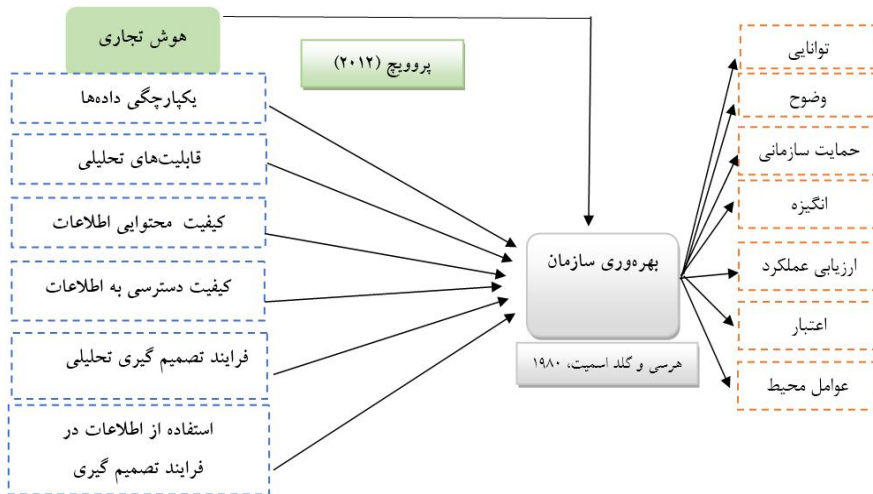 هوش تجاری
پروویچ (۲۰۱۲)
یکپارچگی داده‌ها
قابلیت‌های تحلیلی
کیفیت محتوایی اطلاعات
کیفیت دسترسی به اطلاعات
فرایند تصمیم گیری تحلیلی
استفاده از اطلاعات در
فرایند تصمیم گیری
بهره‌وری سازمان
هرسی و گلد اسمیت، ۱۹۸۰
توانایی
وضوح
حمایت سازمانی
انگیزه
ارزیابی عملکرد
اعتبار
عوامل محیط